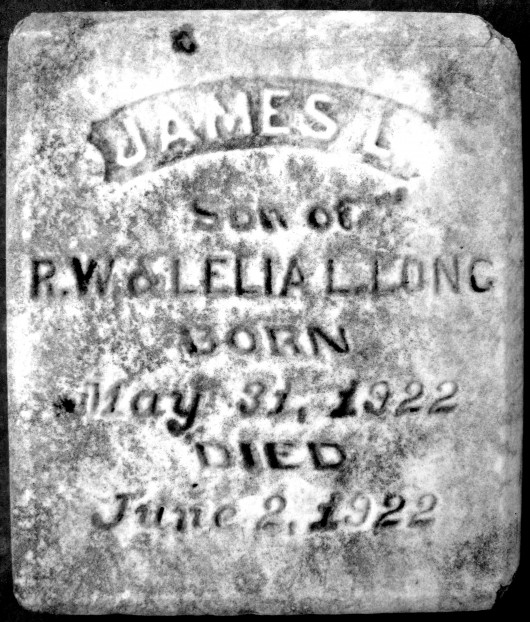 JAMES L.
Son of
R.W. & LELIA L. LONG
BORN
May 31, 1922
DIED
June 2, 1922